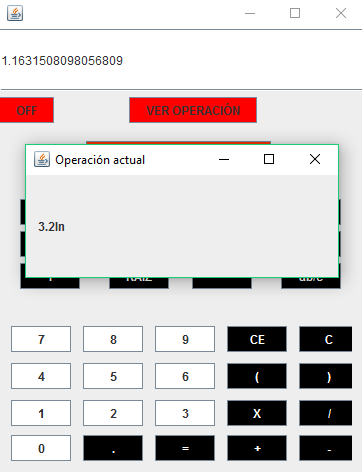 1.1631508098056809
OFF
VER OPERACIÓN
Operación actual
3.2ln
RAIZ
ab/c
7 8 9 CE C
4 5 6 ( )
1 2 3 X /
0 . = + -